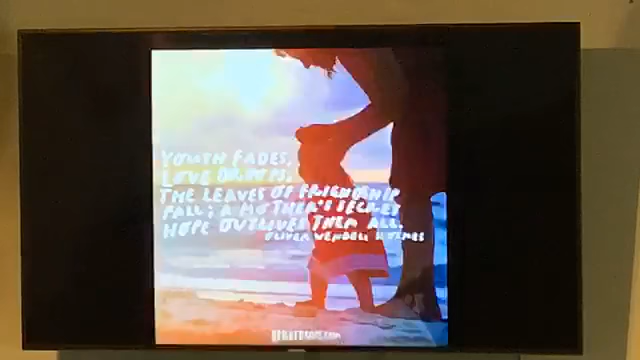 YOUTH FADES,
LOVE DROOPS,
THE LEAVES OF FRIENDSHIP
FALL; A MOTHER'S SECRET
HOPE OUTLIVES THEM ALL.
OLIVER WENDELL HOLMES